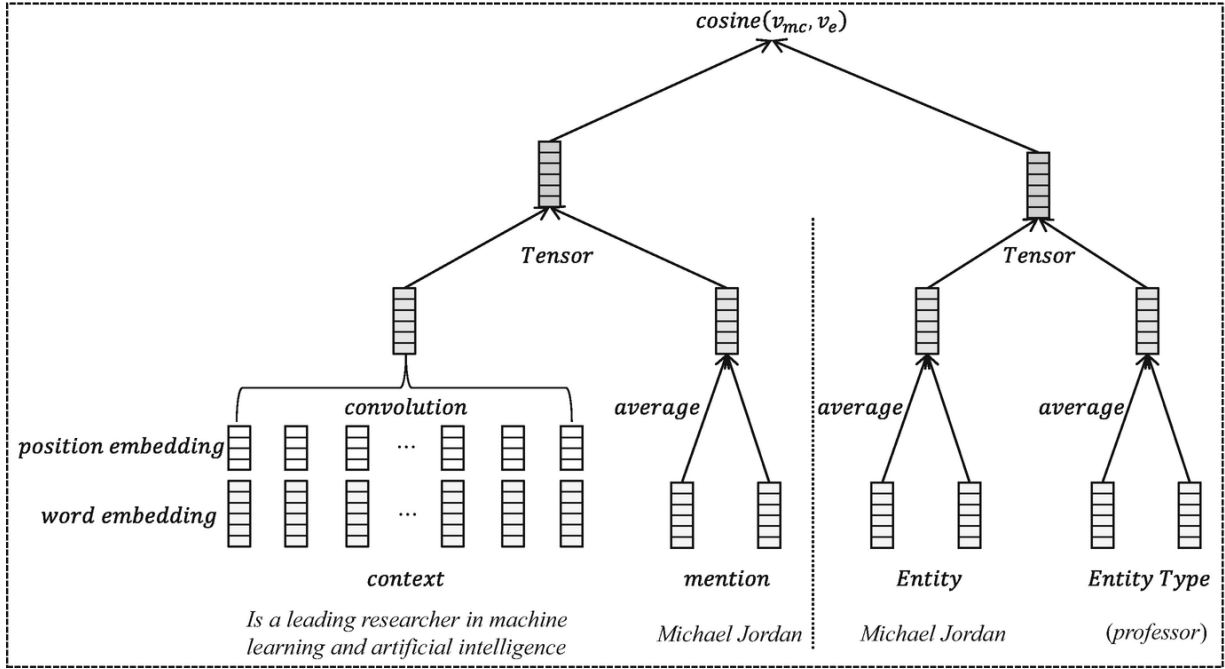 cosine(v_mc, v_e)
Tensor
Tensor
convolution
average
average
average
position embedding
...
word embedding
...
context
mention
Entity
Entity Type
Is a leading researcher in machine
learning and artificial intelligence
Michael Jordan
Michael Jordan
(professor)